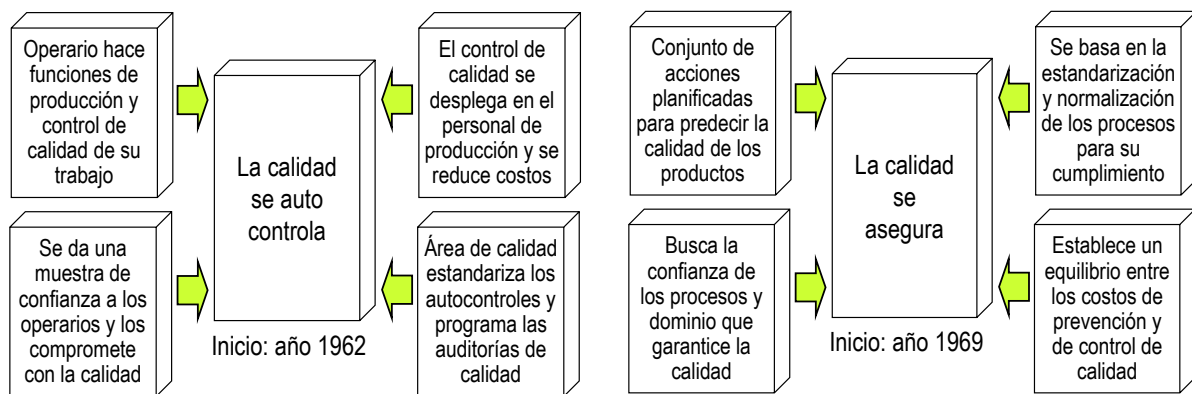 Operario hace
funciones de
producción y
control de
calidad de su
trabajo
Se da una
muestra de
confianza a los
operarios y los
compromete
con la calidad
La calidad
se auto
controla
Inicio: año 1962
El control de
calidad se
desplega en el
personal de
producción y se
reduce costos
Área de calidad
estandariza los
autocontroles y
programa las
auditorías de
calidad
Conjunto de
acciones
planificadas
para predecir la
calidad de los
productos
Busca la
confianza de
los procesos y
dominio que
garantice la
calidad
La calidad
se
asegura
Inicio: año 1969
Se basa en la
estandarización
y normalización
de los procesos
para su
cumplimiento
Establece un
equilibrio entre
los costos de
prevención y
de control de
calidad